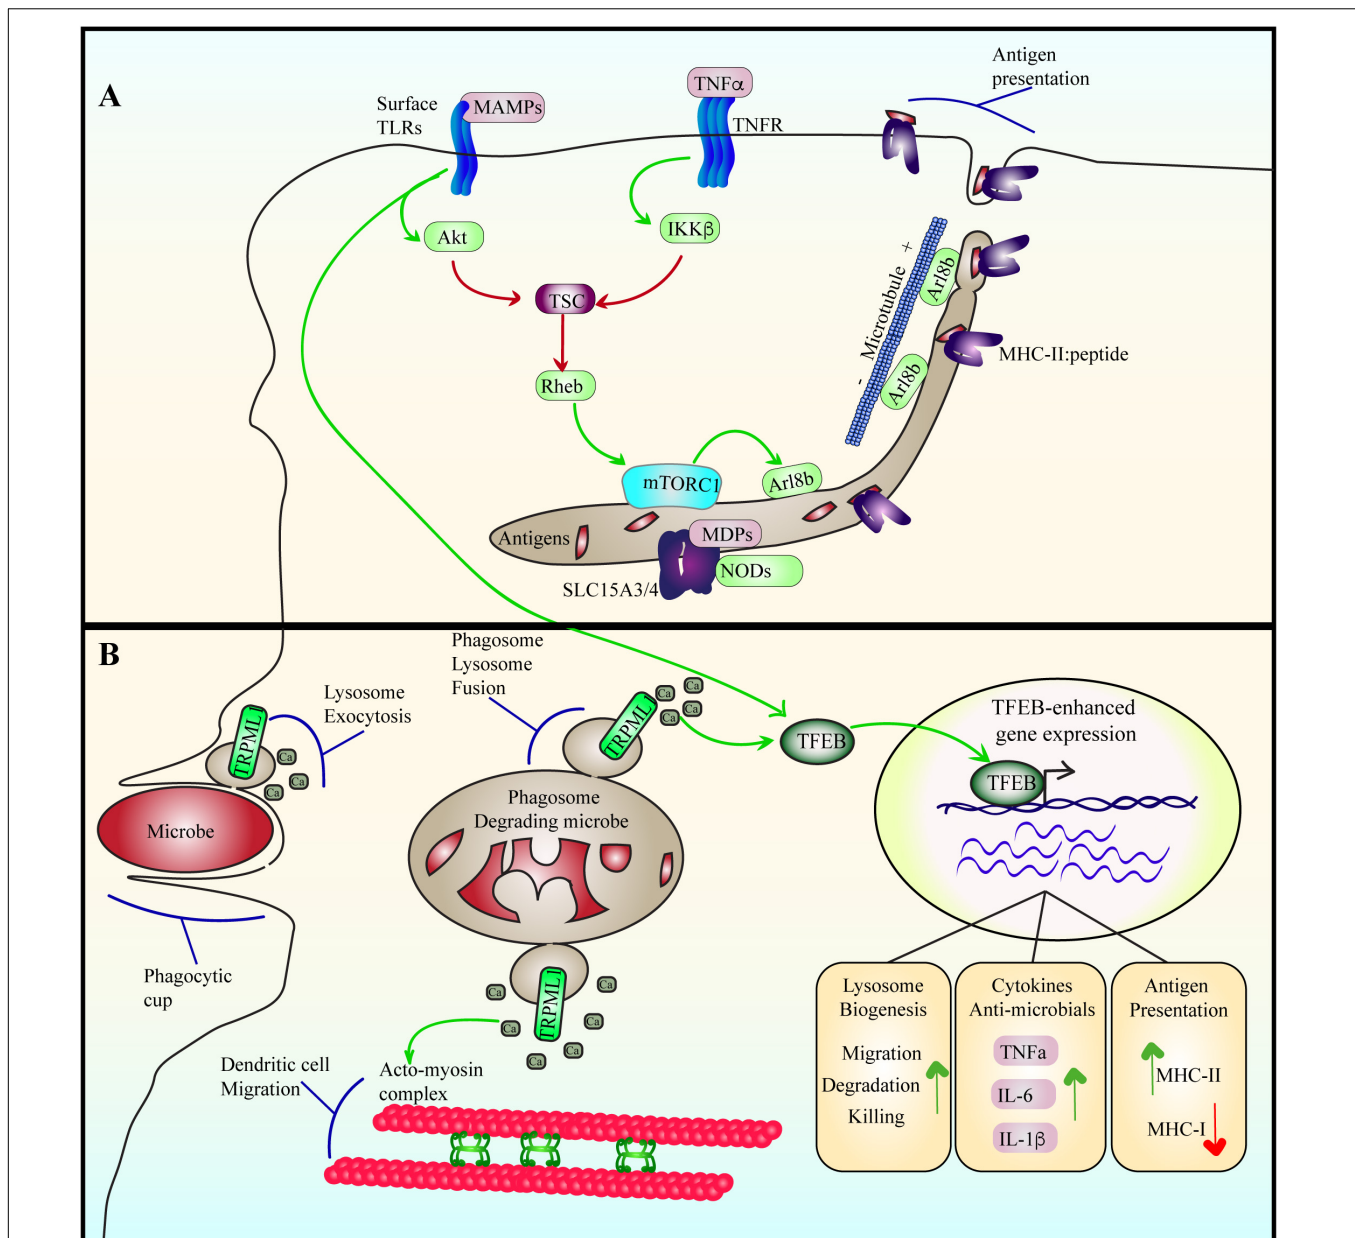 A
Surface
TLRs
MAMPs
TNFα
TNFR
Antigen
presentation
Akt
IKKβ
TSC
Rheb
mTORC1
Arl8b
Arl8b
Arl8b
- Microtubule +
MHC-II:peptide
Antigens
MDPs
NODs
SLC15A3/4
B
Phagosome
Lysosome
Fusion
Lysosome
Exocytosis
TRPML1
Ca
Ca
Ca
Microbe
Phagocytic
cup
TRPML1
Ca
Ca
Ca
Ca
Phagosome
Degrading microbe
TRPML1
Ca
Ca
Ca
Ca
Ca
Ca
Dendritic cell
Migration
Acto-myosin
complex
TFEB
TFEB-enhanced
gene expression
TFEB
Lysosome
Biogenesis
Migration
Degradation
Killing
Cytokines
Anti-microbials
TNFa
IL-6
IL-1β
Antigen
Presentation
MHC-II
MHC-I